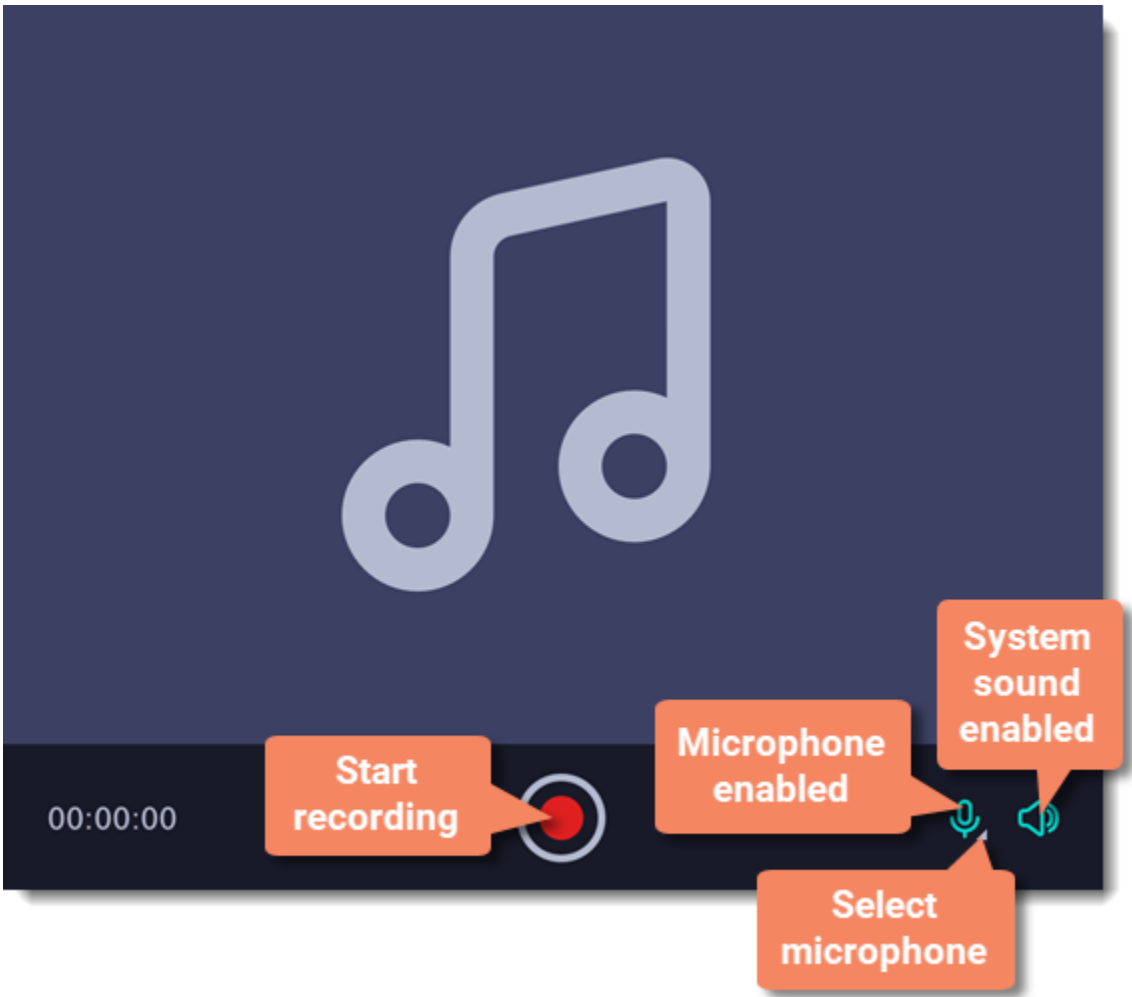 System
sound
enabled
Microphone
enabled
Start
recording
00:00:00
Select
microphone